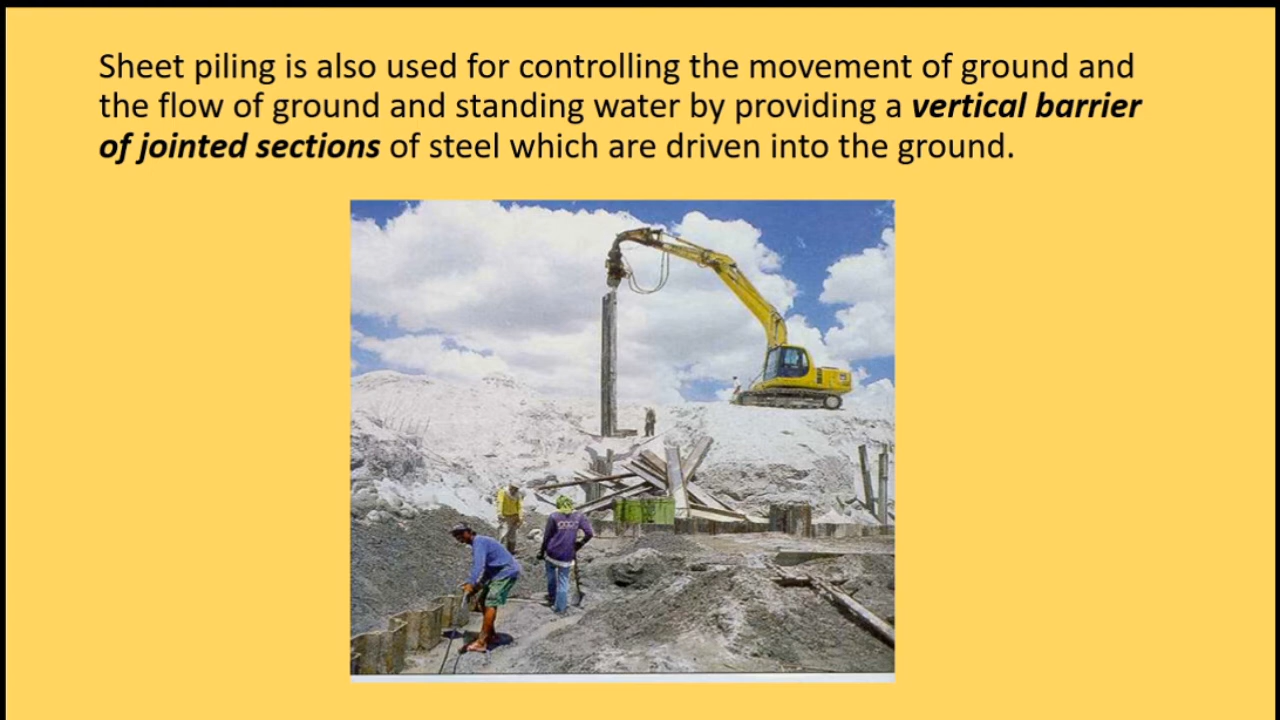 Sheet piling is also used for controlling the movement of ground and
the flow of ground and standing water by providing a vertical barrier
of jointed sections of steel which are driven into the ground.